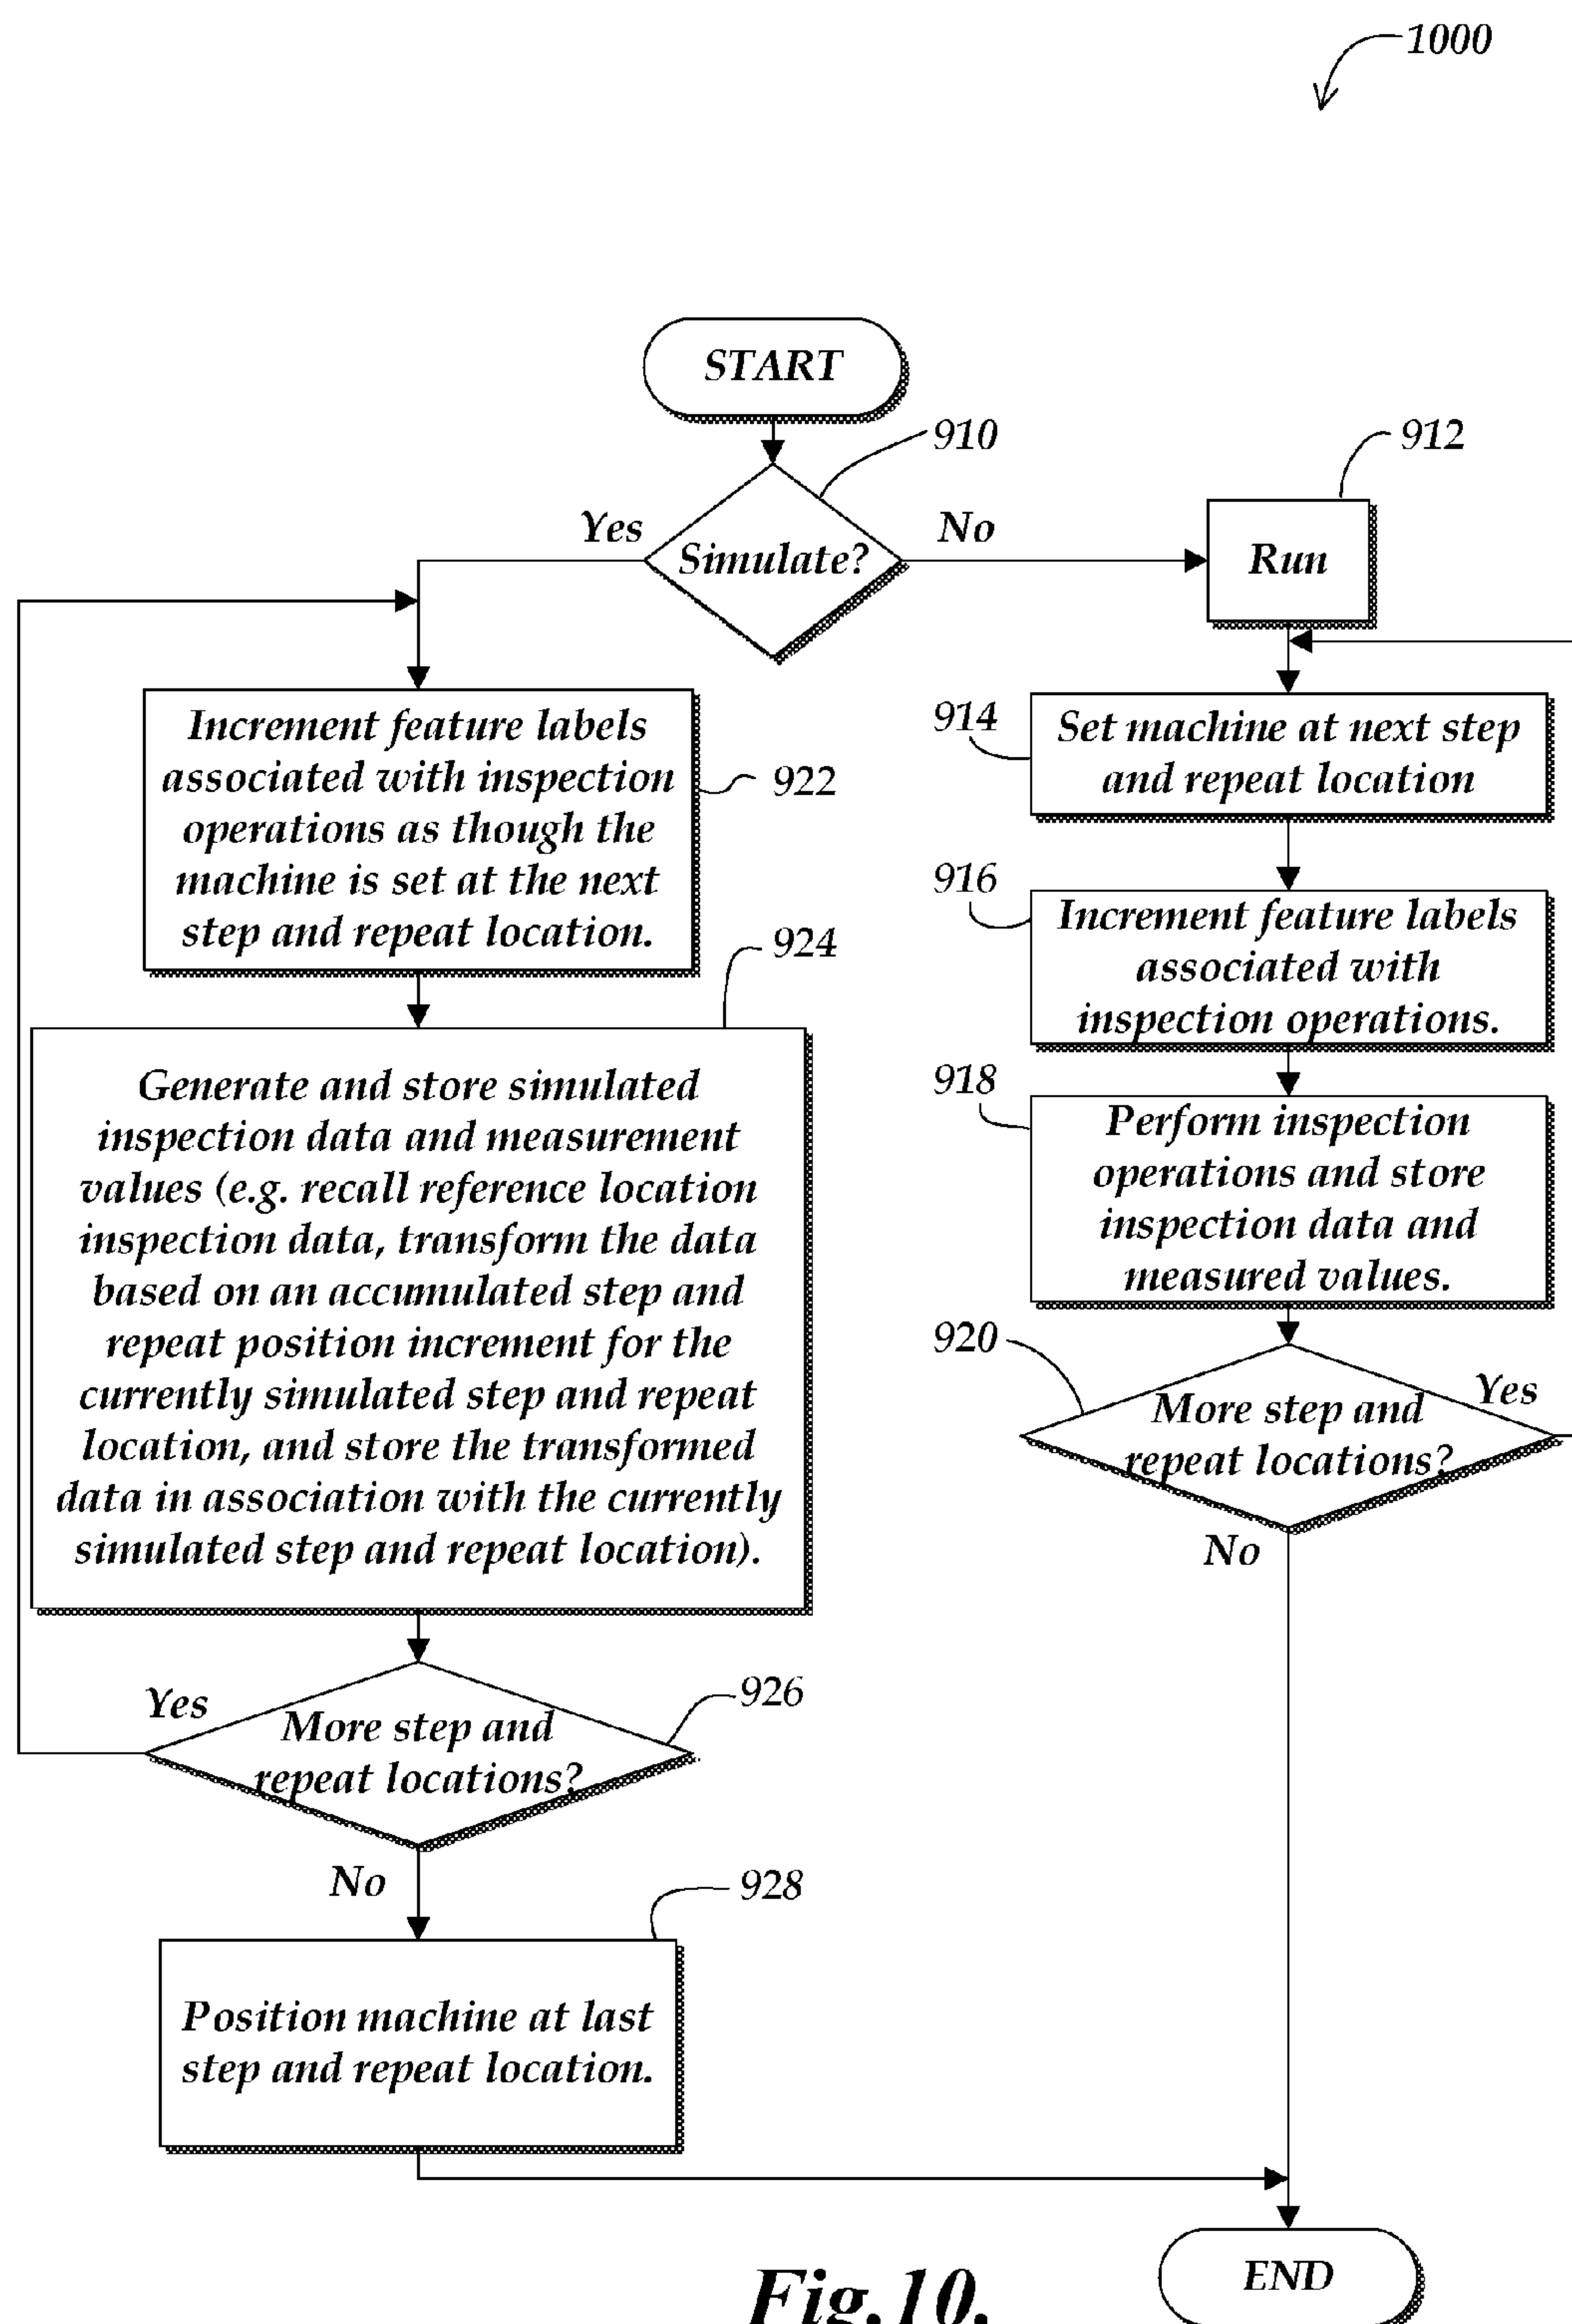 1000
START
910
912
Yes
No
Simulate?
Run
Increment feature labels
associated with inspection
operations as though the
machine is set at the next
step and repeat location.
922
914
Set machine at next step
and repeat location
916
Increment feature labels
associated with
inspection operations.
924
Generate and store simulated
inspection data and measurement
values (e.g. recall reference location
inspection data, transform the data
based on an accumulated step and
repeat position increment for the
currently simulated step and repeat
location, and store the transformed
data in association with the currently
simulated step and repeat location).
918
Perform inspection
operations and store
inspection data and
measured values.
920
More step and
repeat locations?
Yes
No
926
Yes
More step and
repeat locations?
No
928
Position machine at last
step and repeat location.
END
Fig.10.